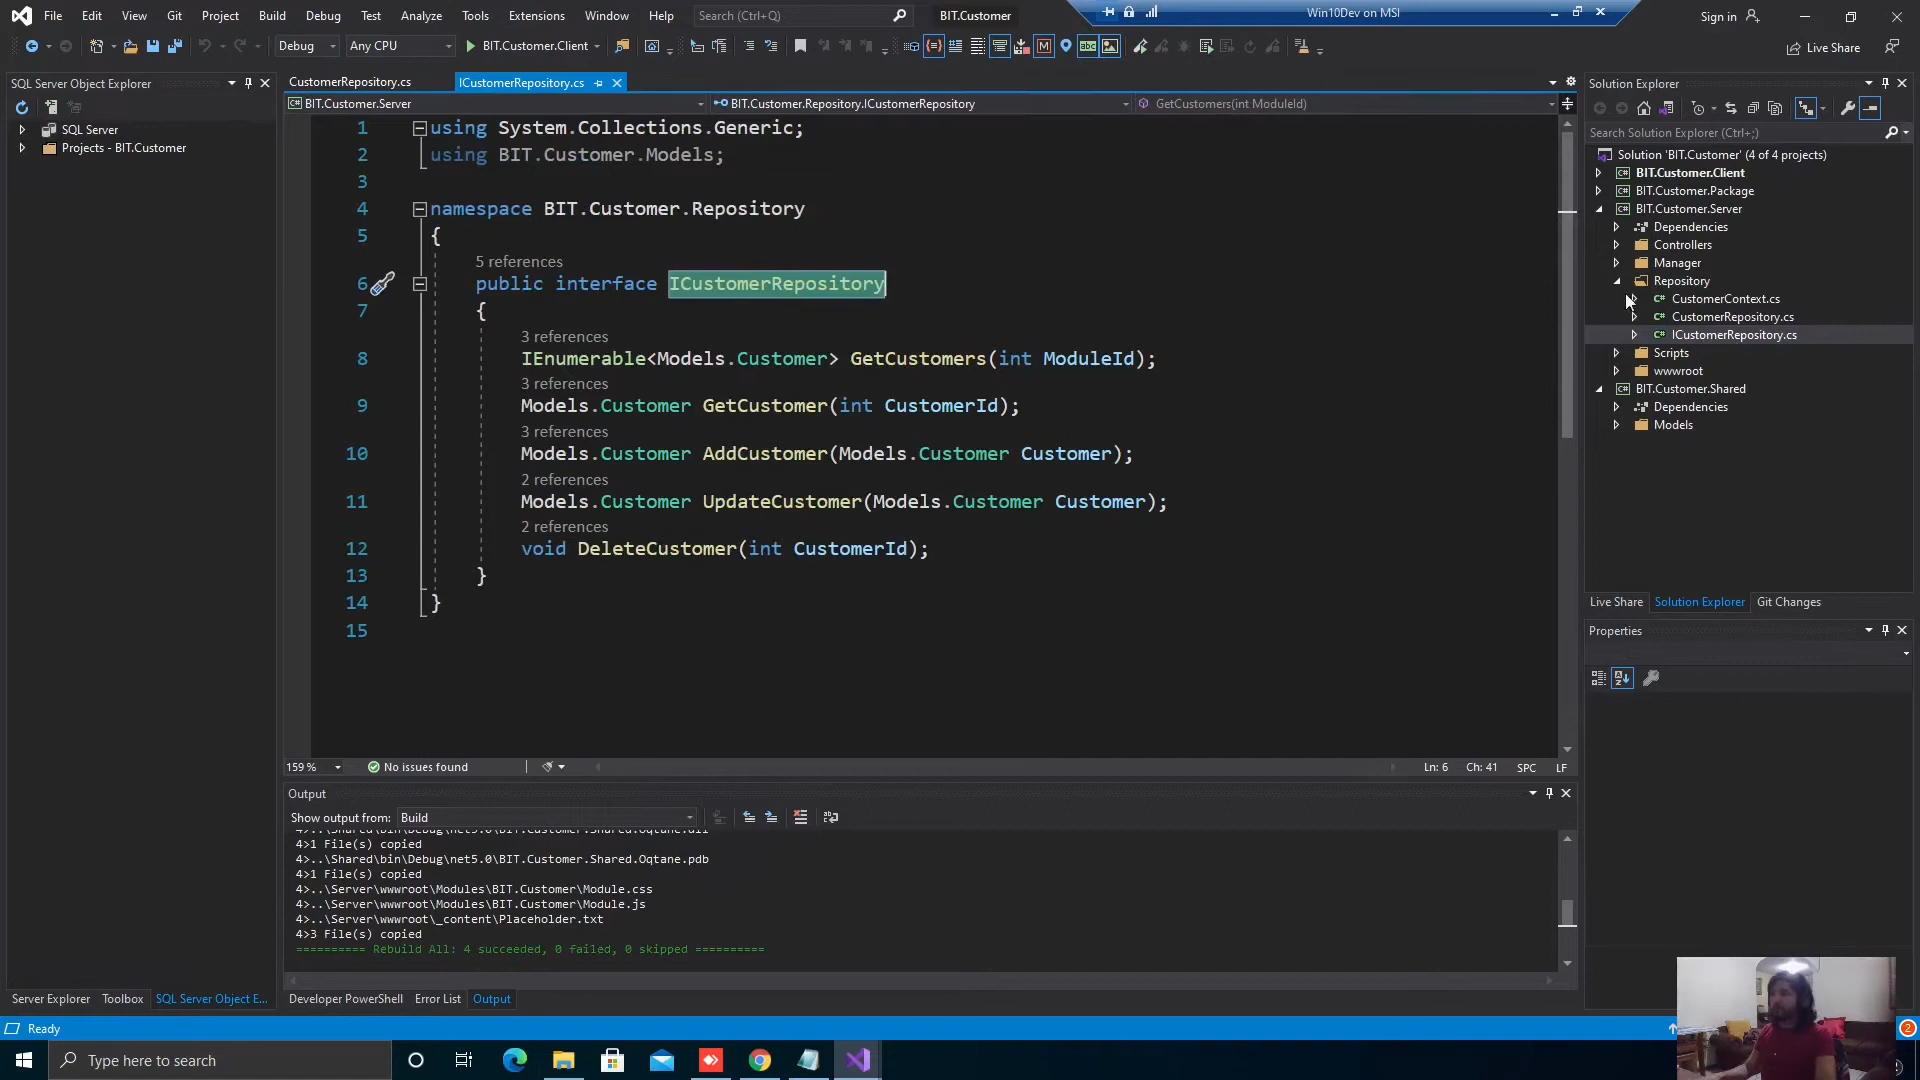 File Edit View Git Project Build Debug Test Analyze Tools Extensions Window Help Search (Ctrl+Q) BIT.Customer Win10Dev on MSI Sign in
Debug Any CPU BIT.Customer.Client Live Share
SQL Server Object Explorer
SQL Server
Projects - BIT.Customer
CustomerRepository.cs ICustomerRepository.cs
BIT.Customer.Server BIT.Customer.Repository.ICustomerRepository GetCustomers(int ModuleId)
1 using System.Collections.Generic;
2 using BIT.Customer.Models;
3
4 namespace BIT.Customer.Repository
5 {
5 references
6 public interface ICustomerRepository
7 {
3 references
8 IEnumerable<Models.Customer> GetCustomers(int ModuleId);
3 references
9 Models.Customer GetCustomer(int CustomerId);
3 references
10 Models.Customer AddCustomer(Models.Customer Customer);
2 references
11 Models.Customer UpdateCustomer(Models.Customer Customer);
2 references
12 void DeleteCustomer(int CustomerId);
13 }
14 }
15
159 % No issues found Ln: 6 Ch: 41 SPC LF
Output
Show output from: Build
4>..\Shared\bin\Debug\net5.0\BIT.Customer.Shared.Oqtane.dll
4>1 File(s) copied
4>..\Shared\bin\Debug\net5.0\BIT.Customer.Shared.Oqtane.pdb
4>1 File(s) copied
4>..\Server\wwwroot\Modules\BIT.Customer\Module.css
4>..\Server\wwwroot\Modules\BIT.Customer\Module.js
4>..\Server\wwwroot\_content\Placeholder.txt
4>3 File(s) copied
========== Rebuild All: 4 succeeded, 0 failed, 0 skipped ==========
Server Explorer Toolbox SQL Server Object E... Developer PowerShell Error List Output
Solution Explorer
Search Solution Explorer (Ctrl+;)
Solution 'BIT.Customer' (4 of 4 projects)
BIT.Customer.Client
BIT.Customer.Package
BIT.Customer.Server
Dependencies
Controllers
Manager
Repository
CustomerContext.cs
CustomerRepository.cs
ICustomerRepository.cs
Scripts
wwwroot
BIT.Customer.Shared
Dependencies
Models
Live Share Solution Explorer Git Changes
Properties
Ready
2
Type here to search